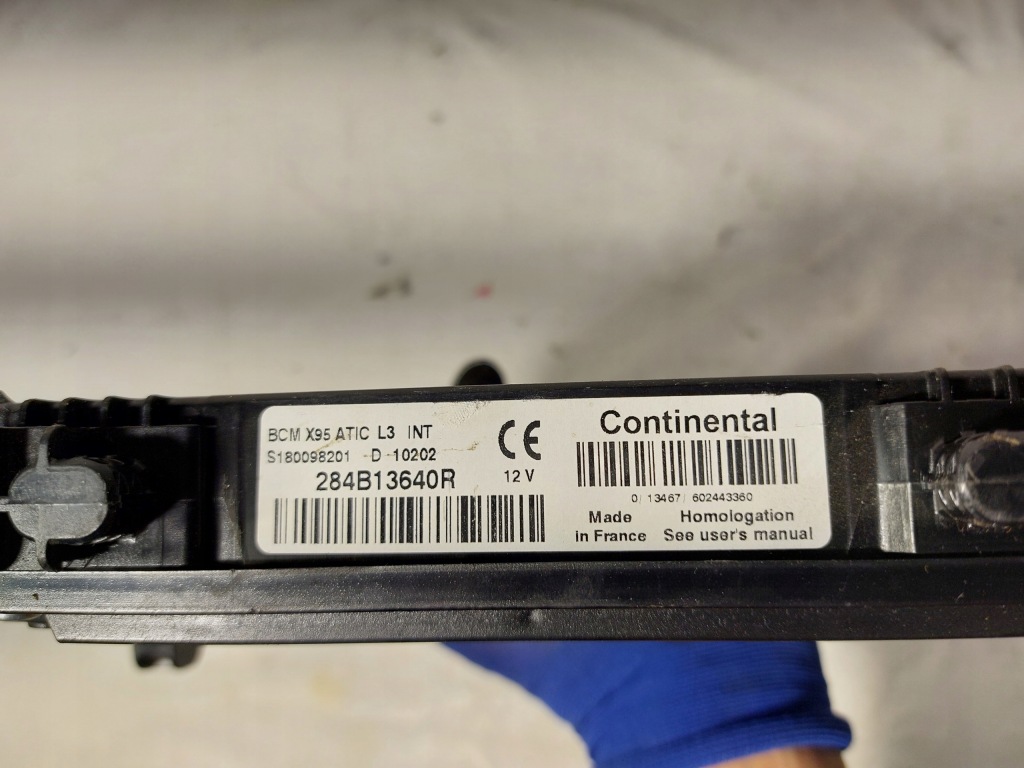 BCM X95 ATIC L3 INT
S180098201 -D-10202
284B13640R
12 V
CE
Continental
0/ 13467/ 602443360
Made
in France
Homologation
See user's manual